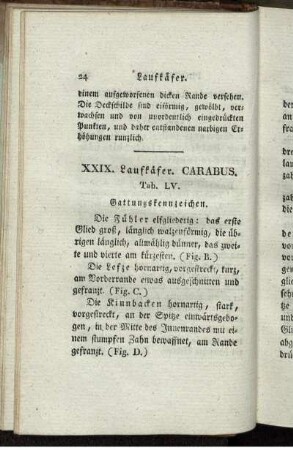 24 Laufkäfer.
einem aufgeworfenen dicken Rande versehen.
Die Deckschilde sind eiförmig, gewölbt, ver-
wachsen und von unordentlich eingedrückten
Punkten, und daher entstandenen narbigen Er-
höhungen runzlich.
XXIX. Laufkäfer. CARABUS.
Tab. LV.
Gattungskennzeichen.
Die Fühler eilfgliederig: das erste
Glied groß, länglich walzenförmig, die üb-
rigen länglich, allmählig dünner, das zwei-
te und vierte am kürzesten. (Fig. B.)
Die Lefze hornartig, vorgestreckt, kurz,
am Vorderrande etwas ausgeschnitten und
gefranzt. (Fig. C.)
Die Kinnbacken hornartig, stark,
vorgestreckt, an der Spitze einwärtsgebo-
gen, in der Mitte des Innenrandes mit ei-
nem stumpfen Zahn bewaffnet, am Rande
gefranzt. (Fig. D.)